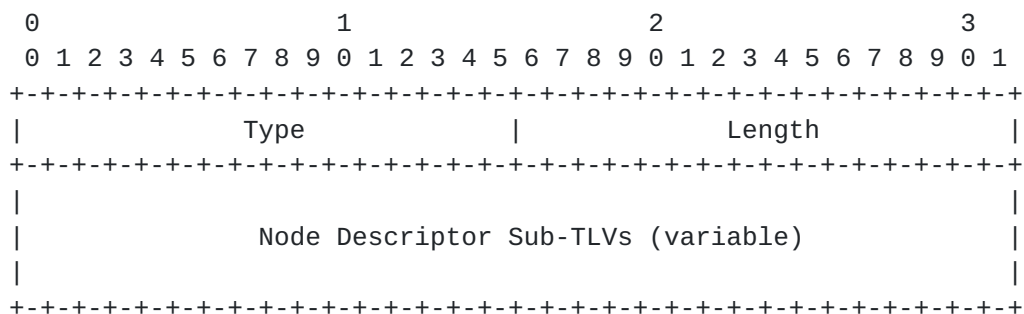 0                   1                   2                   3
 0 1 2 3 4 5 6 7 8 9 0 1 2 3 4 5 6 7 8 9 0 1 2 3 4 5 6 7 8 9 0 1
+-+-+-+-+-+-+-+-+-+-+-+-+-+-+-+-+-+-+-+-+-+-+-+-+-+-+-+-+-+-+-+-+
|              Type             |             Length            |
+-+-+-+-+-+-+-+-+-+-+-+-+-+-+-+-+-+-+-+-+-+-+-+-+-+-+-+-+-+-+-+-+
|                                                               |
|               Node Descriptor Sub-TLVs (variable)             |
|                                                               |
+-+-+-+-+-+-+-+-+-+-+-+-+-+-+-+-+-+-+-+-+-+-+-+-+-+-+-+-+-+-+-+-+